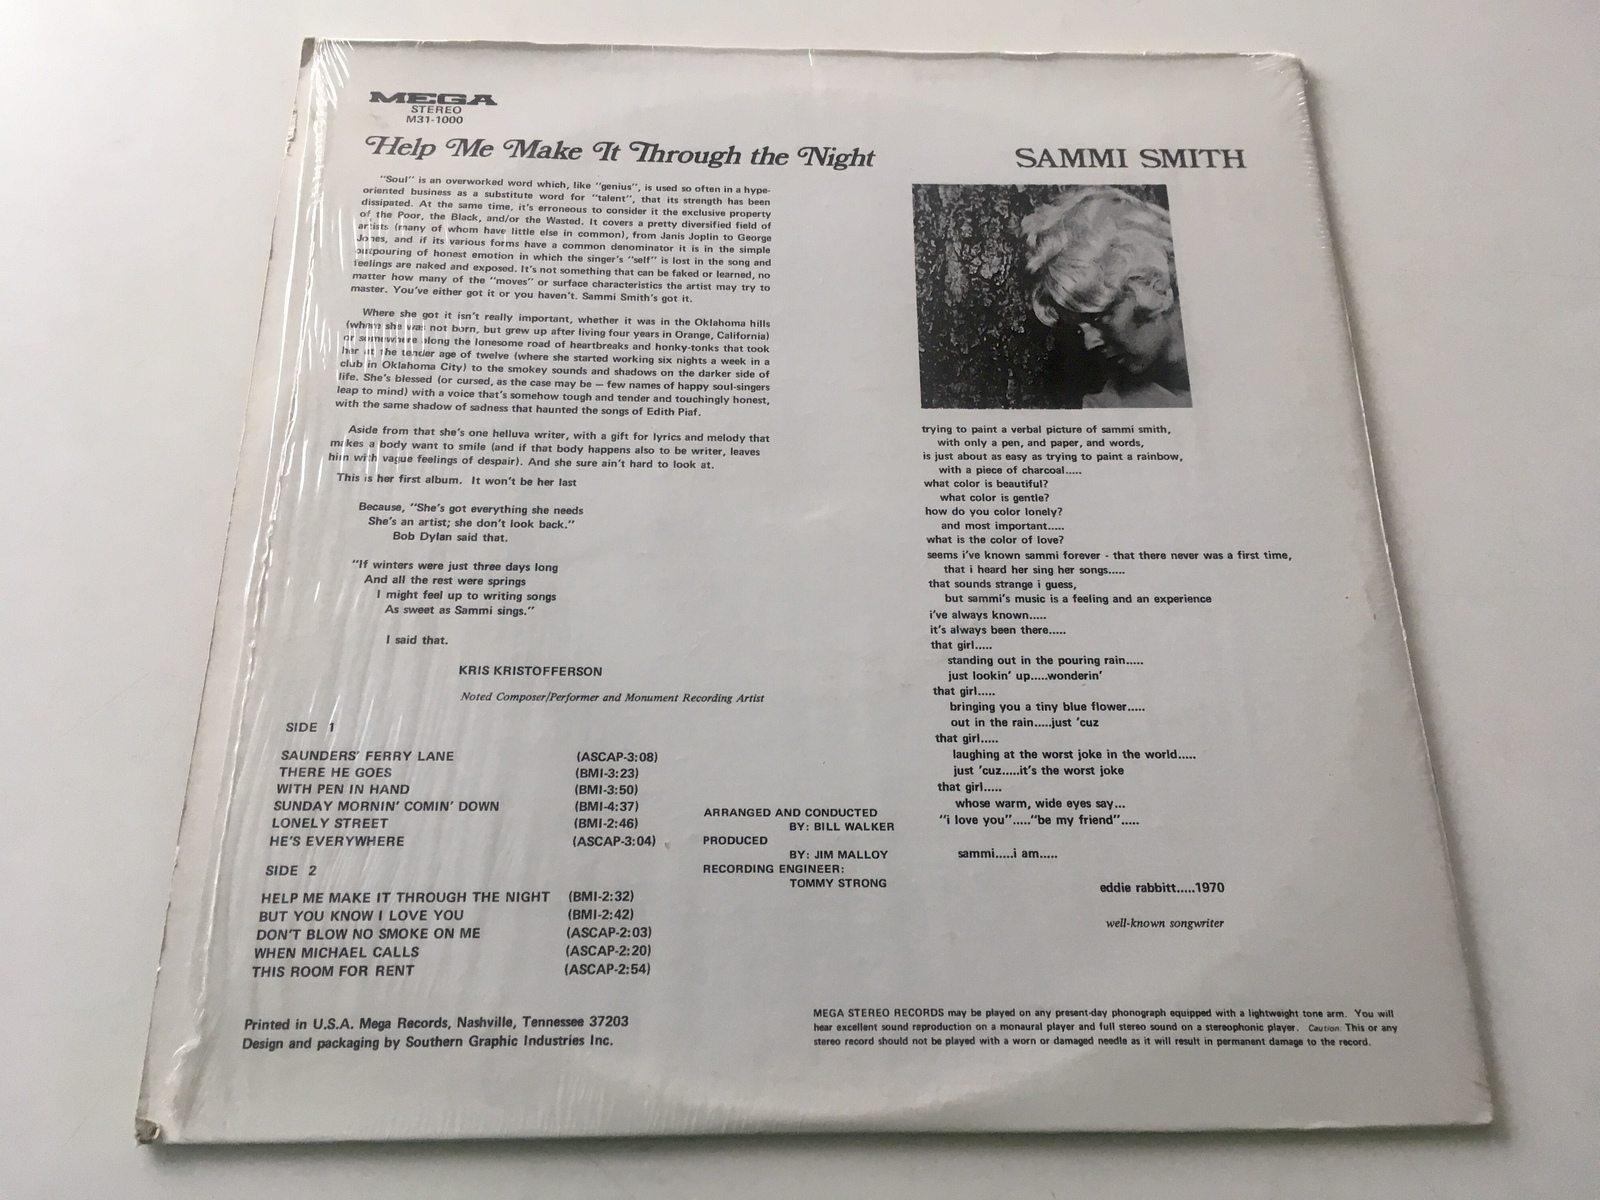 MEGA
STEREO
M31-1000
Help Me Make It Through the Night
SAMMI SMITH
"Soul" is an overworked word which, like "genius", is used so often in a hype-
oriented business as a substitute word for "talent", that its strength has been
dissipated. At the same time, it's erroneous to consider it the exclusive property
of the Poor, the Black, and/or the Wasted. It covers a pretty diversified field of
artists (many of whom have little else in common), from Janis Joplin to George
Jones, and if its various forms have a common denominator it is in the simple
outpouring of honest emotion in which the singer's "self" is lost in the song and
feelings are naked and exposed. It's not something that can be faked or learned, no
matter how many of the "moves" or surface characteristics the artist may try to
master. You've either got it or you haven't. Sammi Smith's got it.
Where she got it isn't really important, whether it was in the Oklahoma hills
(where she was not born, but grew up after living four years in Orange, California)
or somewhere along the lonesome road of heartbreaks and honky-tonks that took
her at the tender age of twelve (where she started working six nights a week in a
club in Oklahoma City) to the smokey sounds and shadows on the darker side of
life. She's blessed (or cursed, as the case may be — few names of happy soul-singers
leap to mind) with a voice that's somehow tough and tender and touchingly honest,
with the same shadow of sadness that haunted the songs of Edith Piaf.
Aside from that she's one helluva writer, with a gift for lyrics and melody that
makes a body want to smile (and if that body happens also to be writer, leaves
him with vague feelings of despair). And she sure ain't hard to look at.
This is her first album. It won't be her last
Because, "She's got everything she needs
She's an artist; she don't look back."
Bob Dylan said that.
"If winters were just three days long
And all the rest were springs
I might feel up to writing songs
As sweet as Sammi sings."
I said that.
KRIS KRISTOFFERSON
Noted Composer/Performer and Monument Recording Artist
SIDE 1
SAUNDERS' FERRY LANE (ASCAP-3:08)
THERE HE GOES (BMI-3:23)
WITH PEN IN HAND (BMI-3:50)
SUNDAY MORNIN' COMIN' DOWN (BMI-4:37)
LONELY STREET (BMI-2:46)
HE'S EVERYWHERE (ASCAP-3:04)
SIDE 2
HELP ME MAKE IT THROUGH THE NIGHT (BMI-2:32)
BUT YOU KNOW I LOVE YOU (BMI-2:42)
DON'T BLOW NO SMOKE ON ME (ASCAP-2:03)
WHEN MICHAEL CALLS (ASCAP-2:20)
THIS ROOM FOR RENT (ASCAP-2:54)
ARRANGED AND CONDUCTED
BY: BILL WALKER
PRODUCED
BY: JIM MALLOY
RECORDING ENGINEER:
TOMMY STRONG
trying to paint a verbal picture of sammi smith,
with only a pen, and paper, and words,
is just about as easy as trying to paint a rainbow,
with a piece of charcoal.....
what color is beautiful?
what color is gentle?
how do you color lonely?
and most important.....
what is the color of love?
seems i've known sammi forever - that there never was a first time,
that i heard her sing her songs.....
that sounds strange i guess,
but sammi's music is a feeling and an experience
i've always known.....
it's always been there.....
that girl.....
standing out in the pouring rain.....
just lookin' up.....wonderin'
that girl.....
bringing you a tiny blue flower.....
out in the rain.....just 'cuz
that girl.....
laughing at the worst joke in the world.....
just 'cuz.....it's the worst joke
that girl.....
whose warm, wide eyes say...
"i love you"....."be my friend".....
sammi.....i am.....
eddie rabbitt.....1970
well-known songwriter
Printed in U.S.A. Mega Records, Nashville, Tennessee 37203
Design and packaging by Southern Graphic Industries Inc.
MEGA STEREO RECORDS may be played on any present-day phonograph equipped with a lightweight tone arm. You will
hear excellent sound reproduction on a monaural player and full stereo sound on a stereophonic player. Caution: This or any
stereo record should not be played with a worn or damaged needle as it will result in permanent damage to the record.